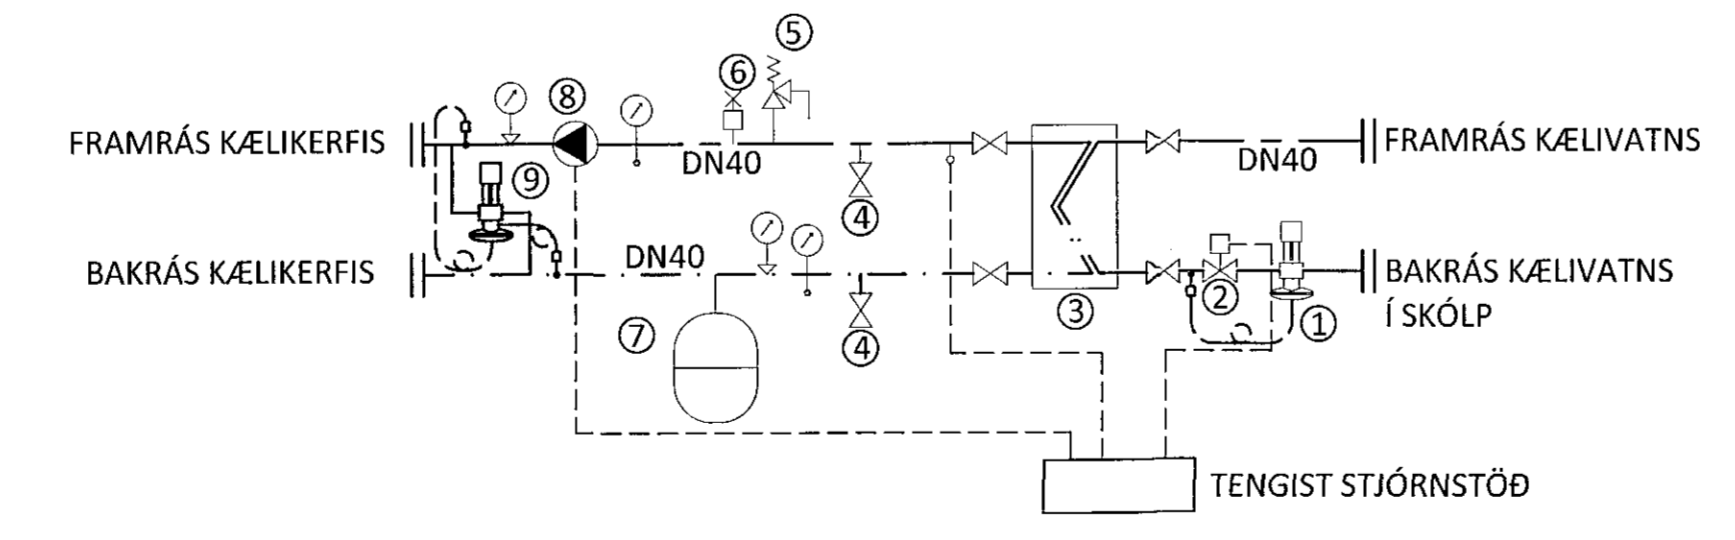 ⑤
⑥
⑧
FRAMRÁS KÆLIKERFIS
FRAMRÁS KÆLIVATNS
DN40
DN40
⑨
④
BAKRÁS KÆLIKERFIS
DN40
BAKRÁS KÆLIVATNS
Í SKÓLP
②
③
①
⑦
④
TENGIST STJÓRNSTÖÐ